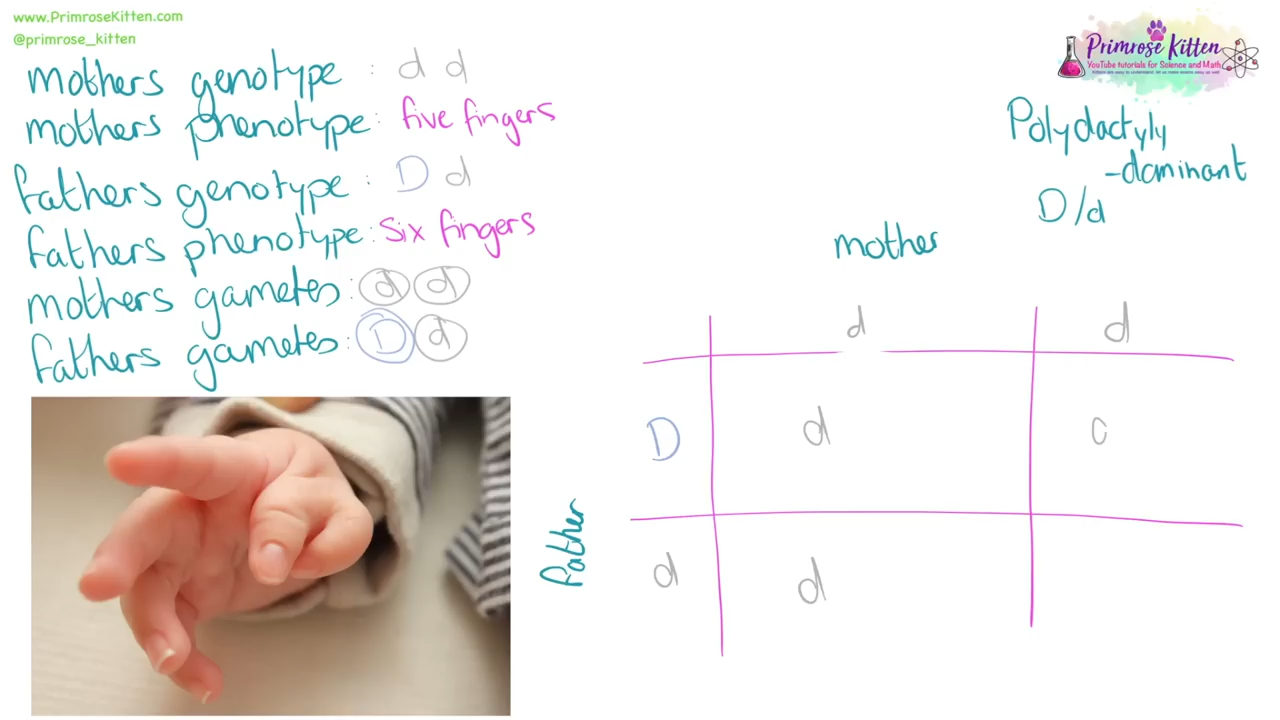 www.PrimroseKitten.com
@primrose_kitten
Primrose Kitten
YouTube tutorials for Science and Math
mothers genotype : d d
mothers phenotype: five fingers
fathers genotype : D d
fathers phenotype: six fingers
mothers gametes: d d
fathers gametes: D d
Polydactyly
-dominant
D/d
mother
d d
D d
Father
d d